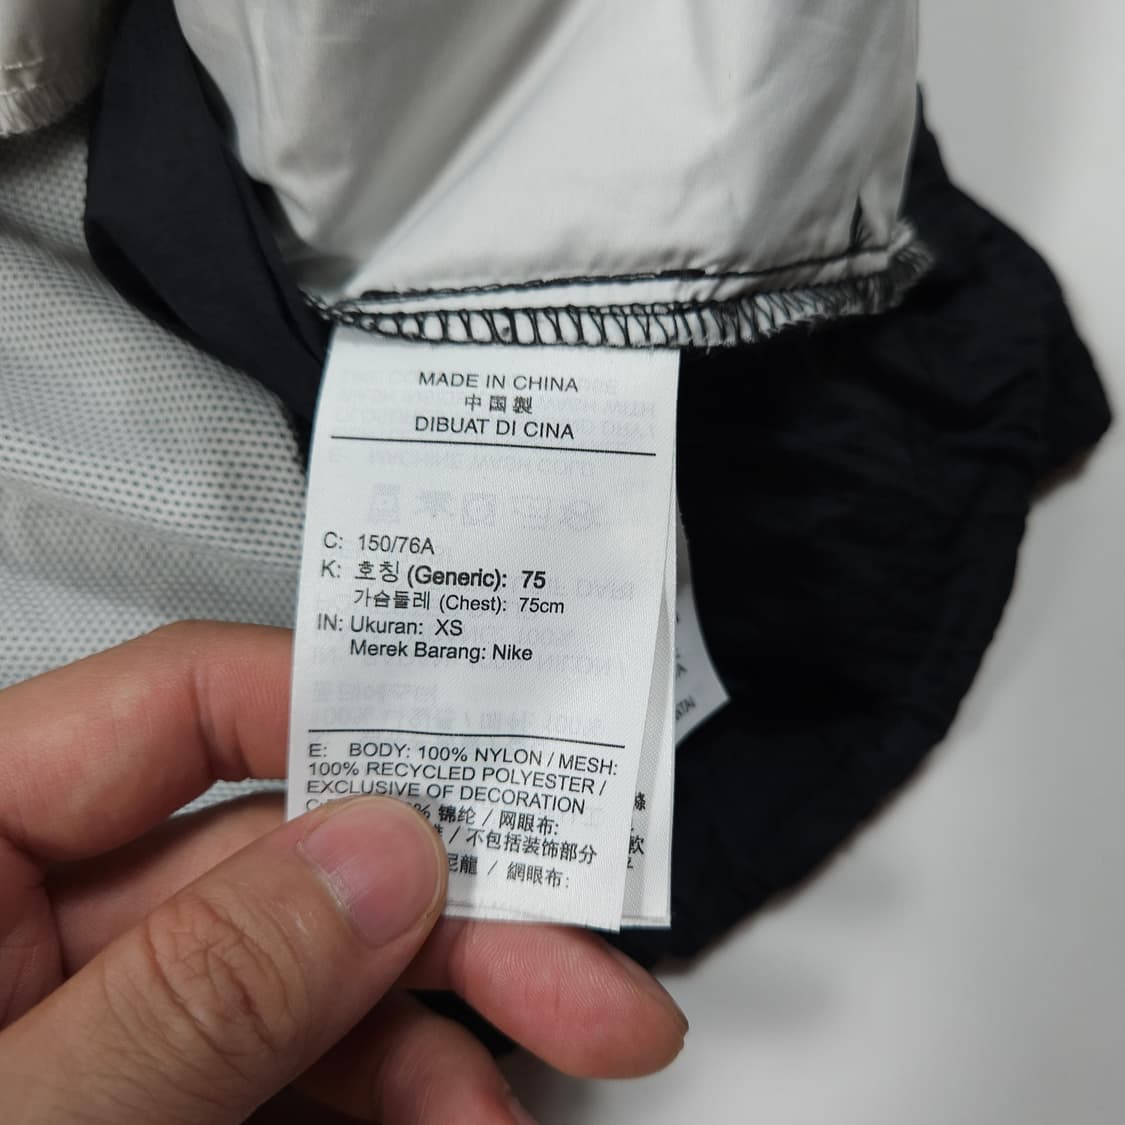 MADE IN CHINA
中国製
DIBUAT DI CINA
C: 150/76A
K: 호칭 (Generic): 75
가슴둘레 (Chest): 75cm
IN: Ukuran: XS
Merek Barang: Nike
E: BODY: 100% NYLON / MESH:
100% RECYCLED POLYESTER /
EXCLUSIVE OF DECORATION
% 锦纶 / 网眼布:
/ 不包括装饰部分
尼龍 / 網眼布: